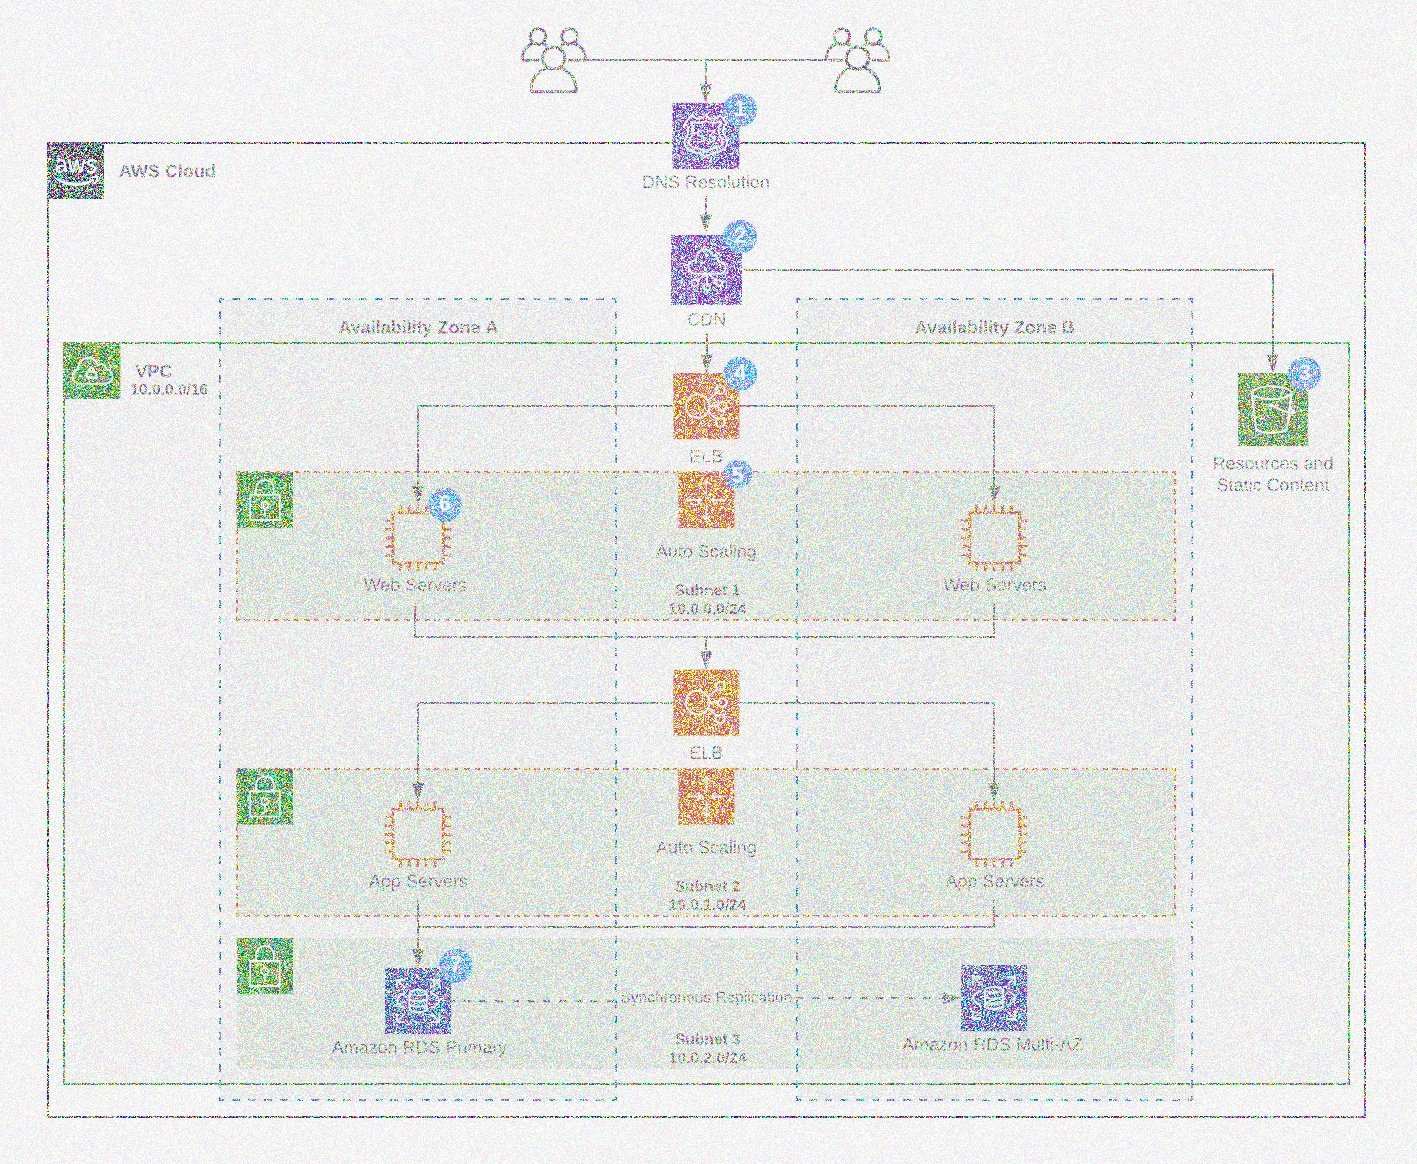 1
aws
AWS Cloud
DNS Resolution
2
CDN
Availability Zone A
Availability Zone B
VPC
10.0.0.0/16
4
3
ELB
Resources and
Static Content
5
6
Auto Scaling
Web Servers
Web Servers
Subnet 1
10.0.0.0/24
ELB
Auto Scaling
App Servers
App Servers
Subnet 2
10.0.1.0/24
7
Synchronous Replication
Amazon RDS Primary
Amazon RDS Multi-AZ
Subnet 3
10.0.2.0/24